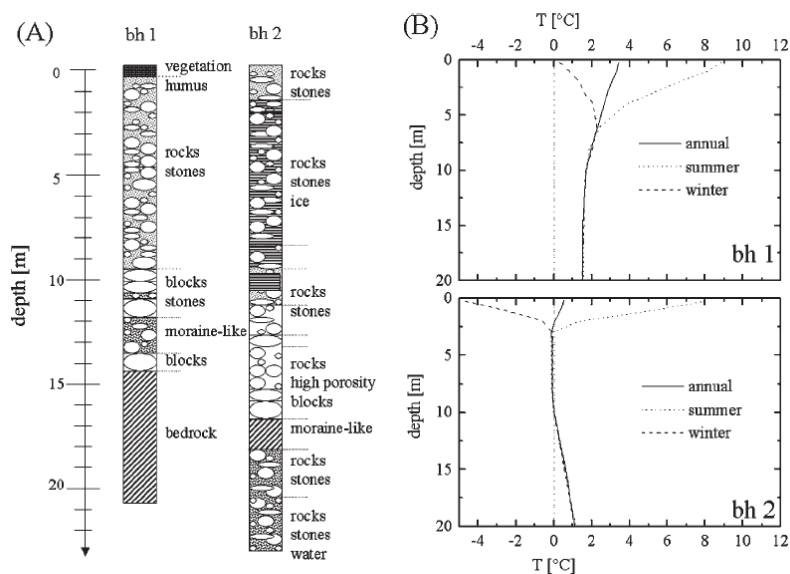 (A)
bh 1
bh 2
0
5
10
15
20
depth [m]
vegetation
humus
rocks
stones
blocks
stones
moraine-like
blocks
bedrock
rocks
stones
rocks
stones
ice
rocks
stones
rocks
high porosity
blocks
moraine-like
rocks
stones
rocks
stones
water
(B)
T [°C]
-4 -2 0 2 4 6 8 10 12
0
5
10
15
20
depth [m]
annual
summer
winter
bh 1
0
5
10
15
20
depth [m]
annual
summer
winter
bh 2
-4 -2 0 2 4 6 8 10 12
T [°C]